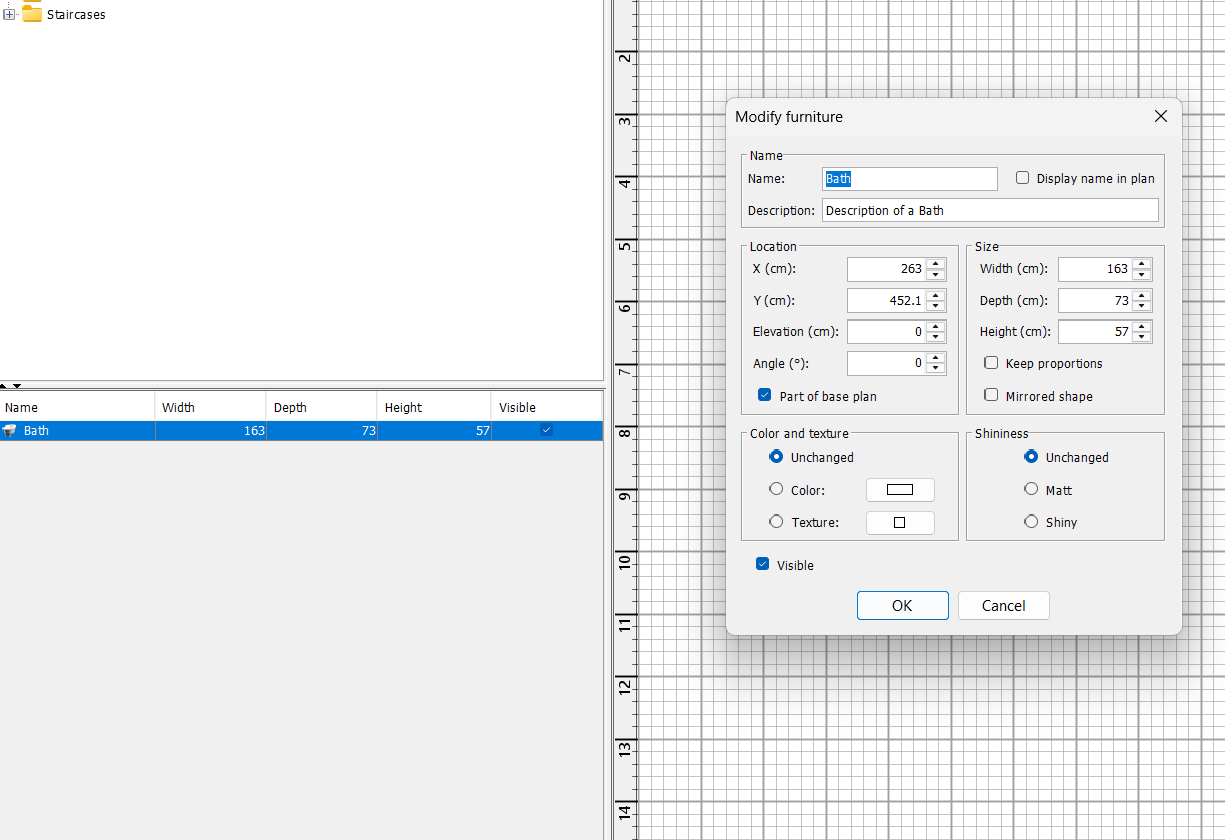 Staircases
Name Width Depth Height Visible
Bath 163 73 57
2
3
4
5
6
7
8
9
10
11
12
13
14
Modify furniture
Name
Name: Bath Display name in plan
Description: Description of a Bath
Location
X (cm): 263
Y (cm): 452.1
Elevation (cm): 0
Angle (°): 0
Part of base plan
Size
Width (cm): 163
Depth (cm): 73
Height (cm): 57
Keep proportions
Mirrored shape
Color and texture
Unchanged
Color:
Texture:
Shininess
Unchanged
Matt
Shiny
Visible
OK Cancel